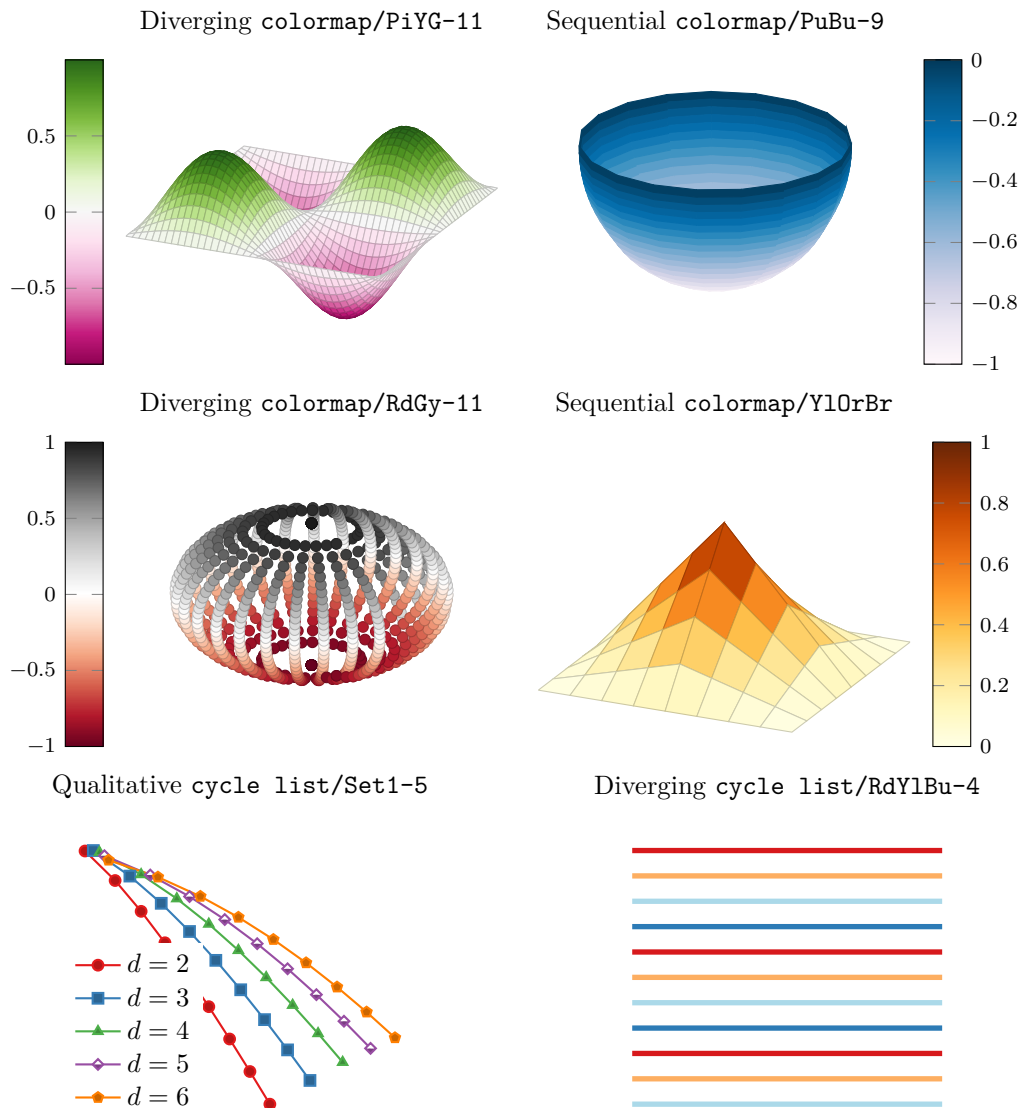 Diverging colormap/PiYG-11
Sequential colormap/PuBu-9
0.5
0
−0.5
0
−0.2
−0.4
−0.6
−0.8
−1
Diverging colormap/RdGy-11
Sequential colormap/YlOrBr
1
0.5
0
−0.5
−1
1
0.8
0.6
0.4
0.2
0
Qualitative cycle list/Set1-5
Diverging cycle list/RdYlBu-4
d = 2
d = 3
d = 4
d = 5
d = 6